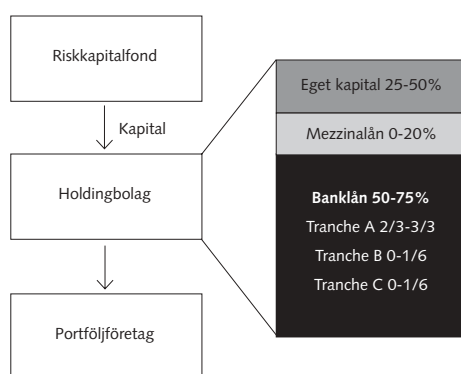 Riskkapitalfond
Kapital
Holdingbolag
Portföljföretag
Eget kapital 25-50%
Mezzinalån 0-20%
Banklån 50-75%
Tranche A 2/3-3/3
Tranche B 0-1/6
Tranche C 0-1/6